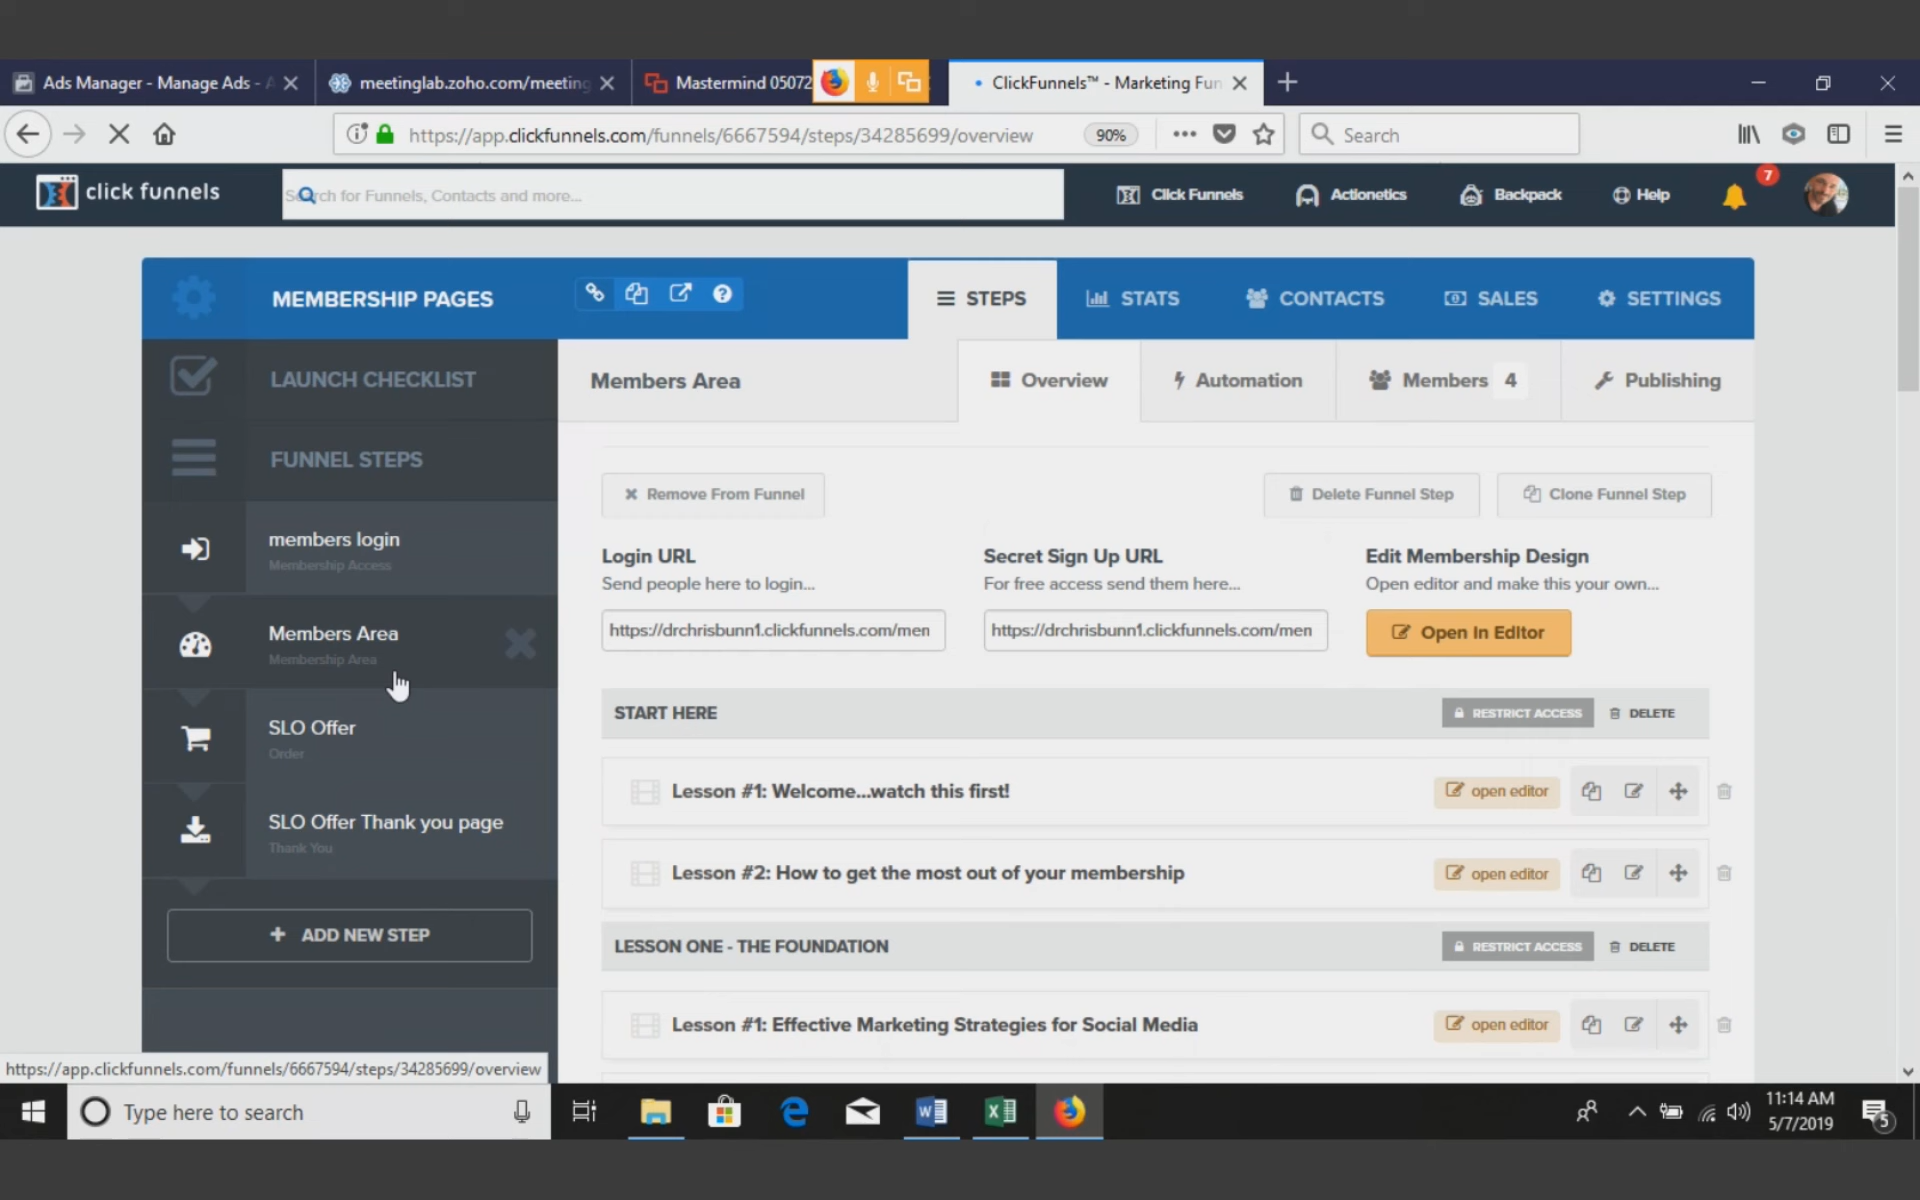 Ads Manager - Manage Ads - A
meetinglab.zoho.com/meeting
Mastermind 05072
ClickFunnels™ - Marketing Fun
https://app.clickfunnels.com/funnels/6667594/steps/34285699/overview
90%
Search
click funnels
Search for Funnels, Contacts and more...
Click Funnels
Actionetics
Backpack
Help
7
MEMBERSHIP PAGES
STEPS
STATS
CONTACTS
SALES
SETTINGS
LAUNCH CHECKLIST
Members Area
Overview
Automation
Members 4
Publishing
FUNNEL STEPS
Remove From Funnel
Delete Funnel Step
Clone Funnel Step
members login
Membership Access
Login URL
Send people here to login...
https://drchrisbunn1.clickfunnels.com/mem
Secret Sign Up URL
For free access send them here...
https://drchrisbunn1.clickfunnels.com/mem
Edit Membership Design
Open editor and make this your own...
Open In Editor
Members Area
Membership Area
SLO Offer
Order
SLO Offer Thank you page
Thank You
+ ADD NEW STEP
START HERE
RESTRICT ACCESS
DELETE
Lesson #1: Welcome...watch this first!
open editor
Lesson #2: How to get the most out of your membership
open editor
LESSON ONE - THE FOUNDATION
RESTRICT ACCESS
DELETE
Lesson #1: Effective Marketing Strategies for Social Media
open editor
https://app.clickfunnels.com/funnels/6667594/steps/34285699/overview
Type here to search
11:14 AM
5/7/2019
5